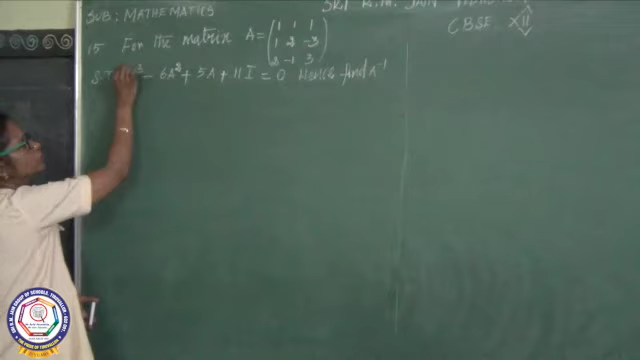 SUB: MATHEMATICS
SRI R.M. JAIN
CBSE XII
15 For the matrix A = (1 1 1
1 2 -3
2 -1 3)
S.T A³ - 6A² + 5A + 11 I = 0 Hence find A⁻¹